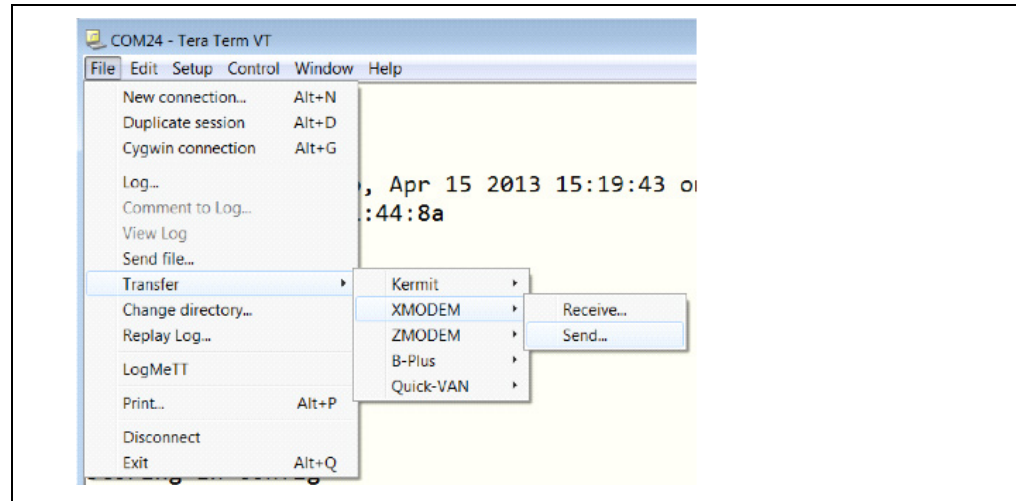 COM24 - Tera Term VT
File Edit Setup Control Window Help
New connection... Alt+N
Duplicate session Alt+D
Cygwin connection Alt+G
Log...
, Apr 15 2013 15:19:43
Comment to Log...
:44:8a
View Log
Send file...
Transfer
Kermit
Change directory...
XMODEM
Receive...
Replay Log...
ZMODEM
Send...
LogMeTT
B-Plus
Quick-VAN
Print... Alt+P
Disconnect
Exit Alt+Q